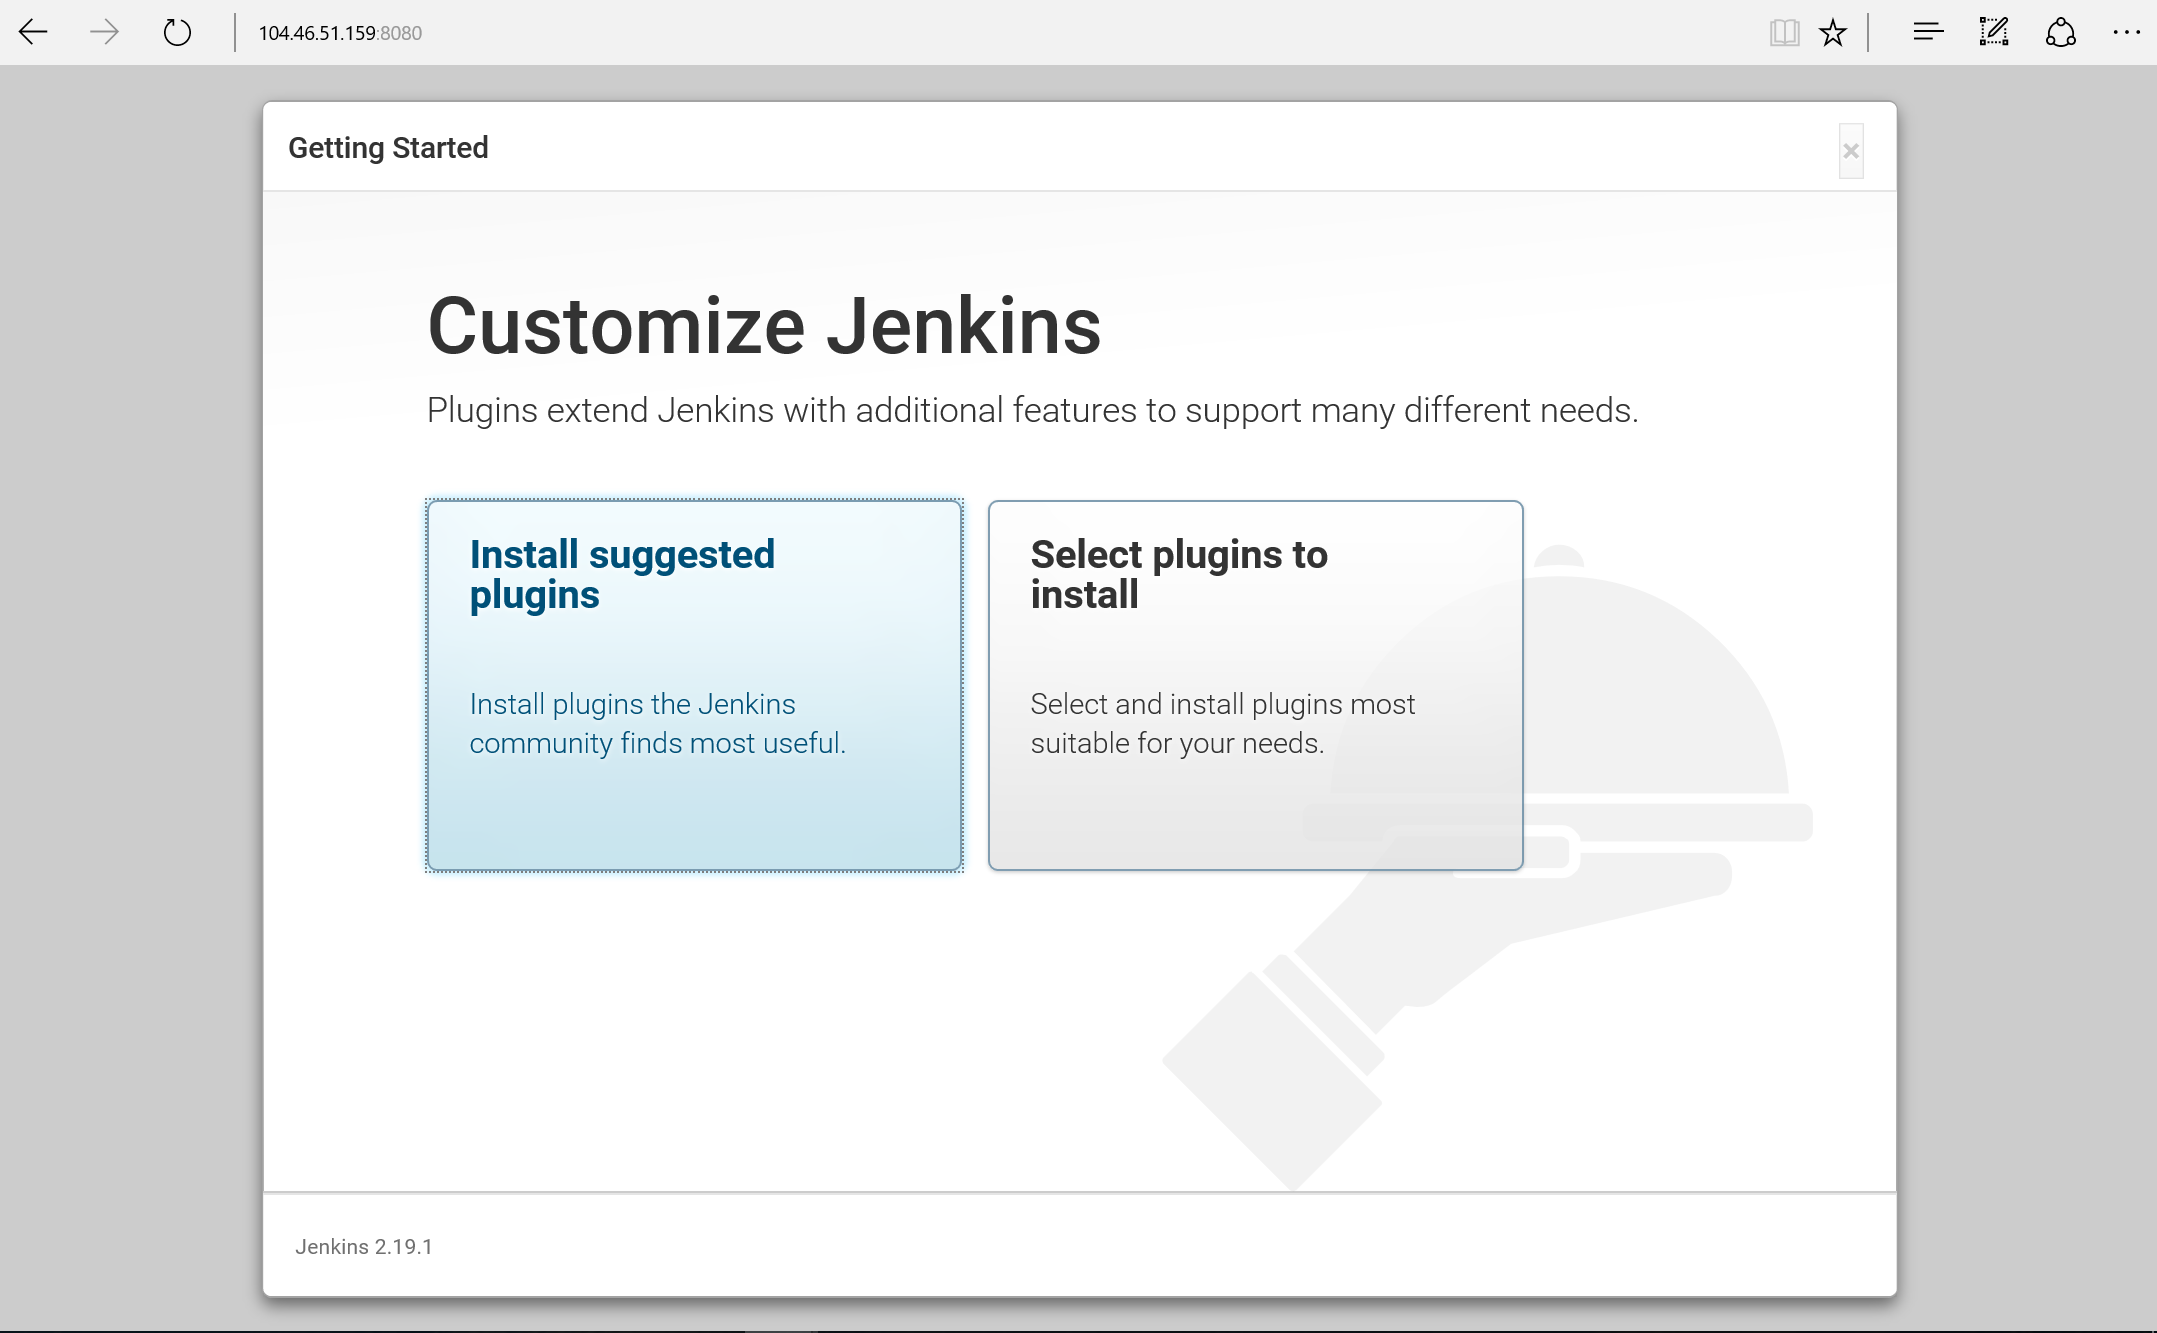 104.46.51.159:8080
Getting Started
×
Customize Jenkins
Plugins extend Jenkins with additional features to support many different needs.
Install suggested
plugins
Install plugins the Jenkins
community finds most useful.
Select plugins to
install
Select and install plugins most
suitable for your needs.
Jenkins 2.19.1